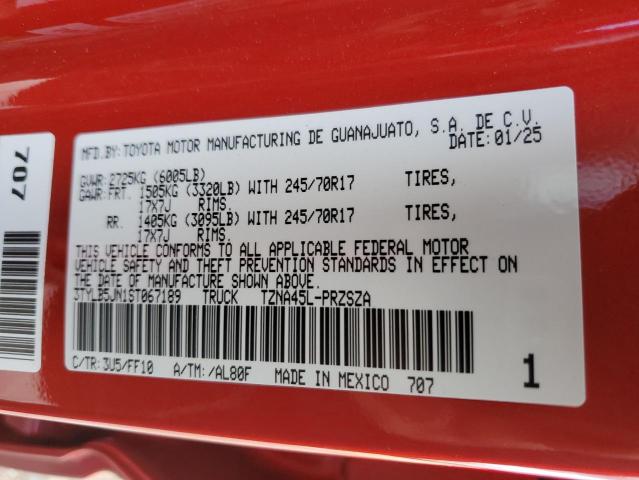 707
MFD.BY:TOYOTA MOTOR MANUFACTURING DE GUANAJUATO, S.A. DE C.V.
DATE:01/25
GVWR:2725KG (6005LB)
GAWR:FRT. 1505KG (3320LB) WITH 245/70R17 TIRES,
17X7J RIMS.
RR. 1405KG (3095LB) WITH 245/70R17 TIRES,
17X7J RIMS.
THIS VEHICLE CONFORMS TO ALL APPLICABLE FEDERAL MOTOR
VEHICLE SAFETY AND THEFT PREVENTION STANDARDS IN EFFECT ON
THE DATE OF MANUFACTURE SHOWN ABOVE.
3TYLB5JN1ST067189 TRUCK TZNA45L-PRZSZA
C/TR:3U5/FF10 A/TM:/AL80F MADE IN MEXICO 707
1